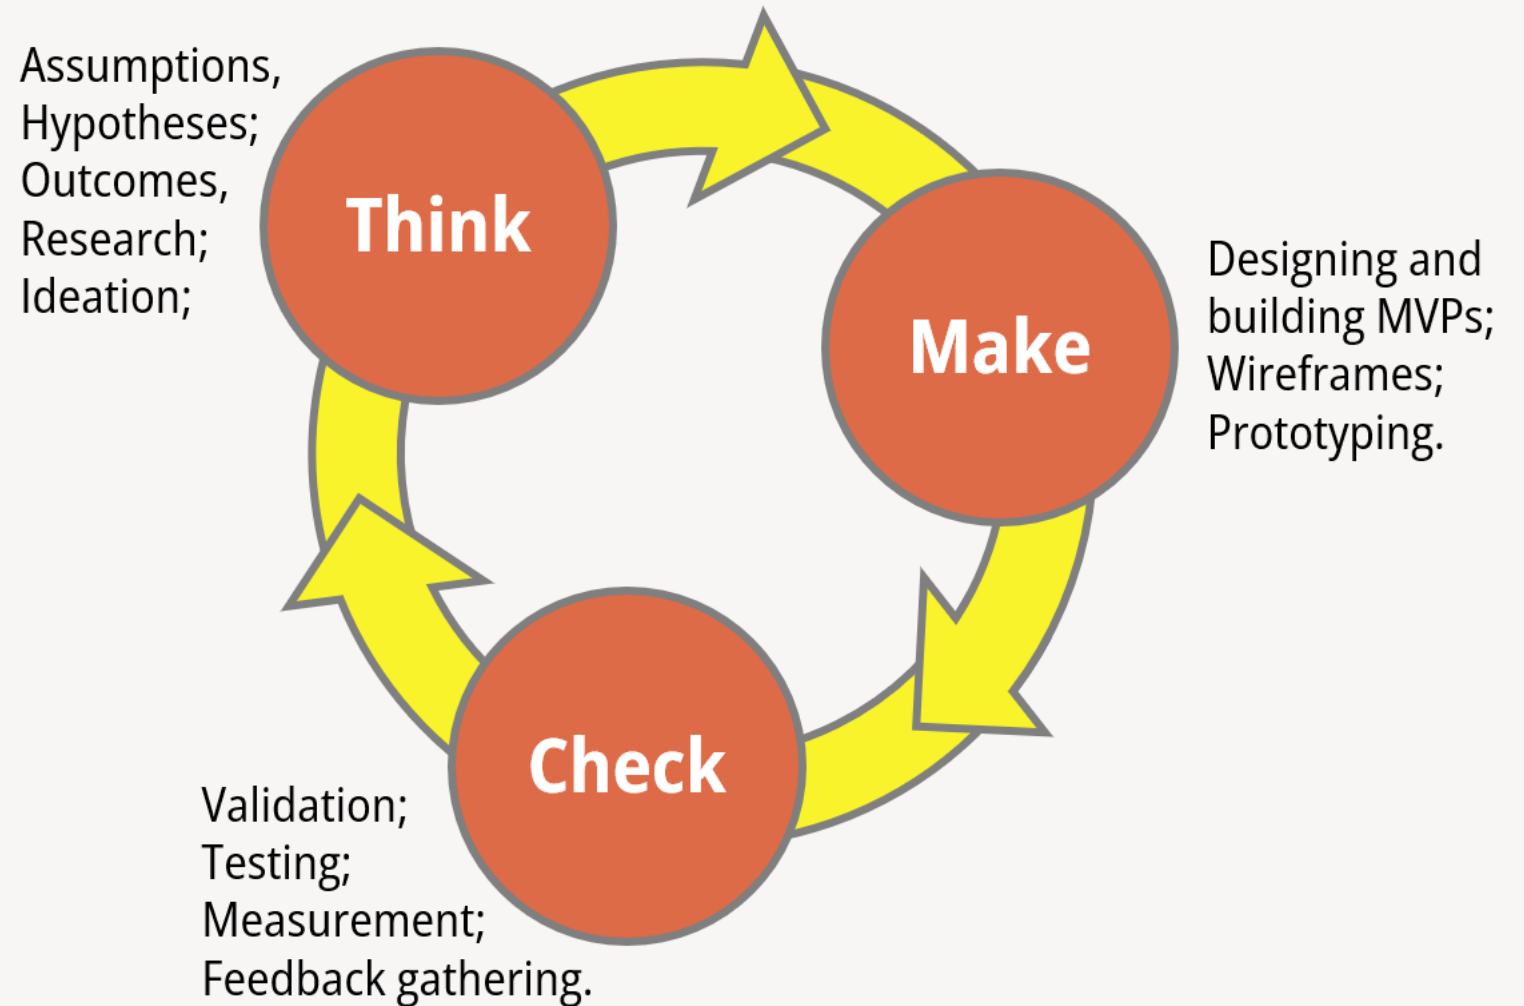 Assumptions,
Hypotheses;
Outcomes,
Research;
Ideation;
Think
Make
Designing and
building MVPs;
Wireframes;
Prototyping.
Check
Validation;
Testing;
Measurement;
Feedback gathering.